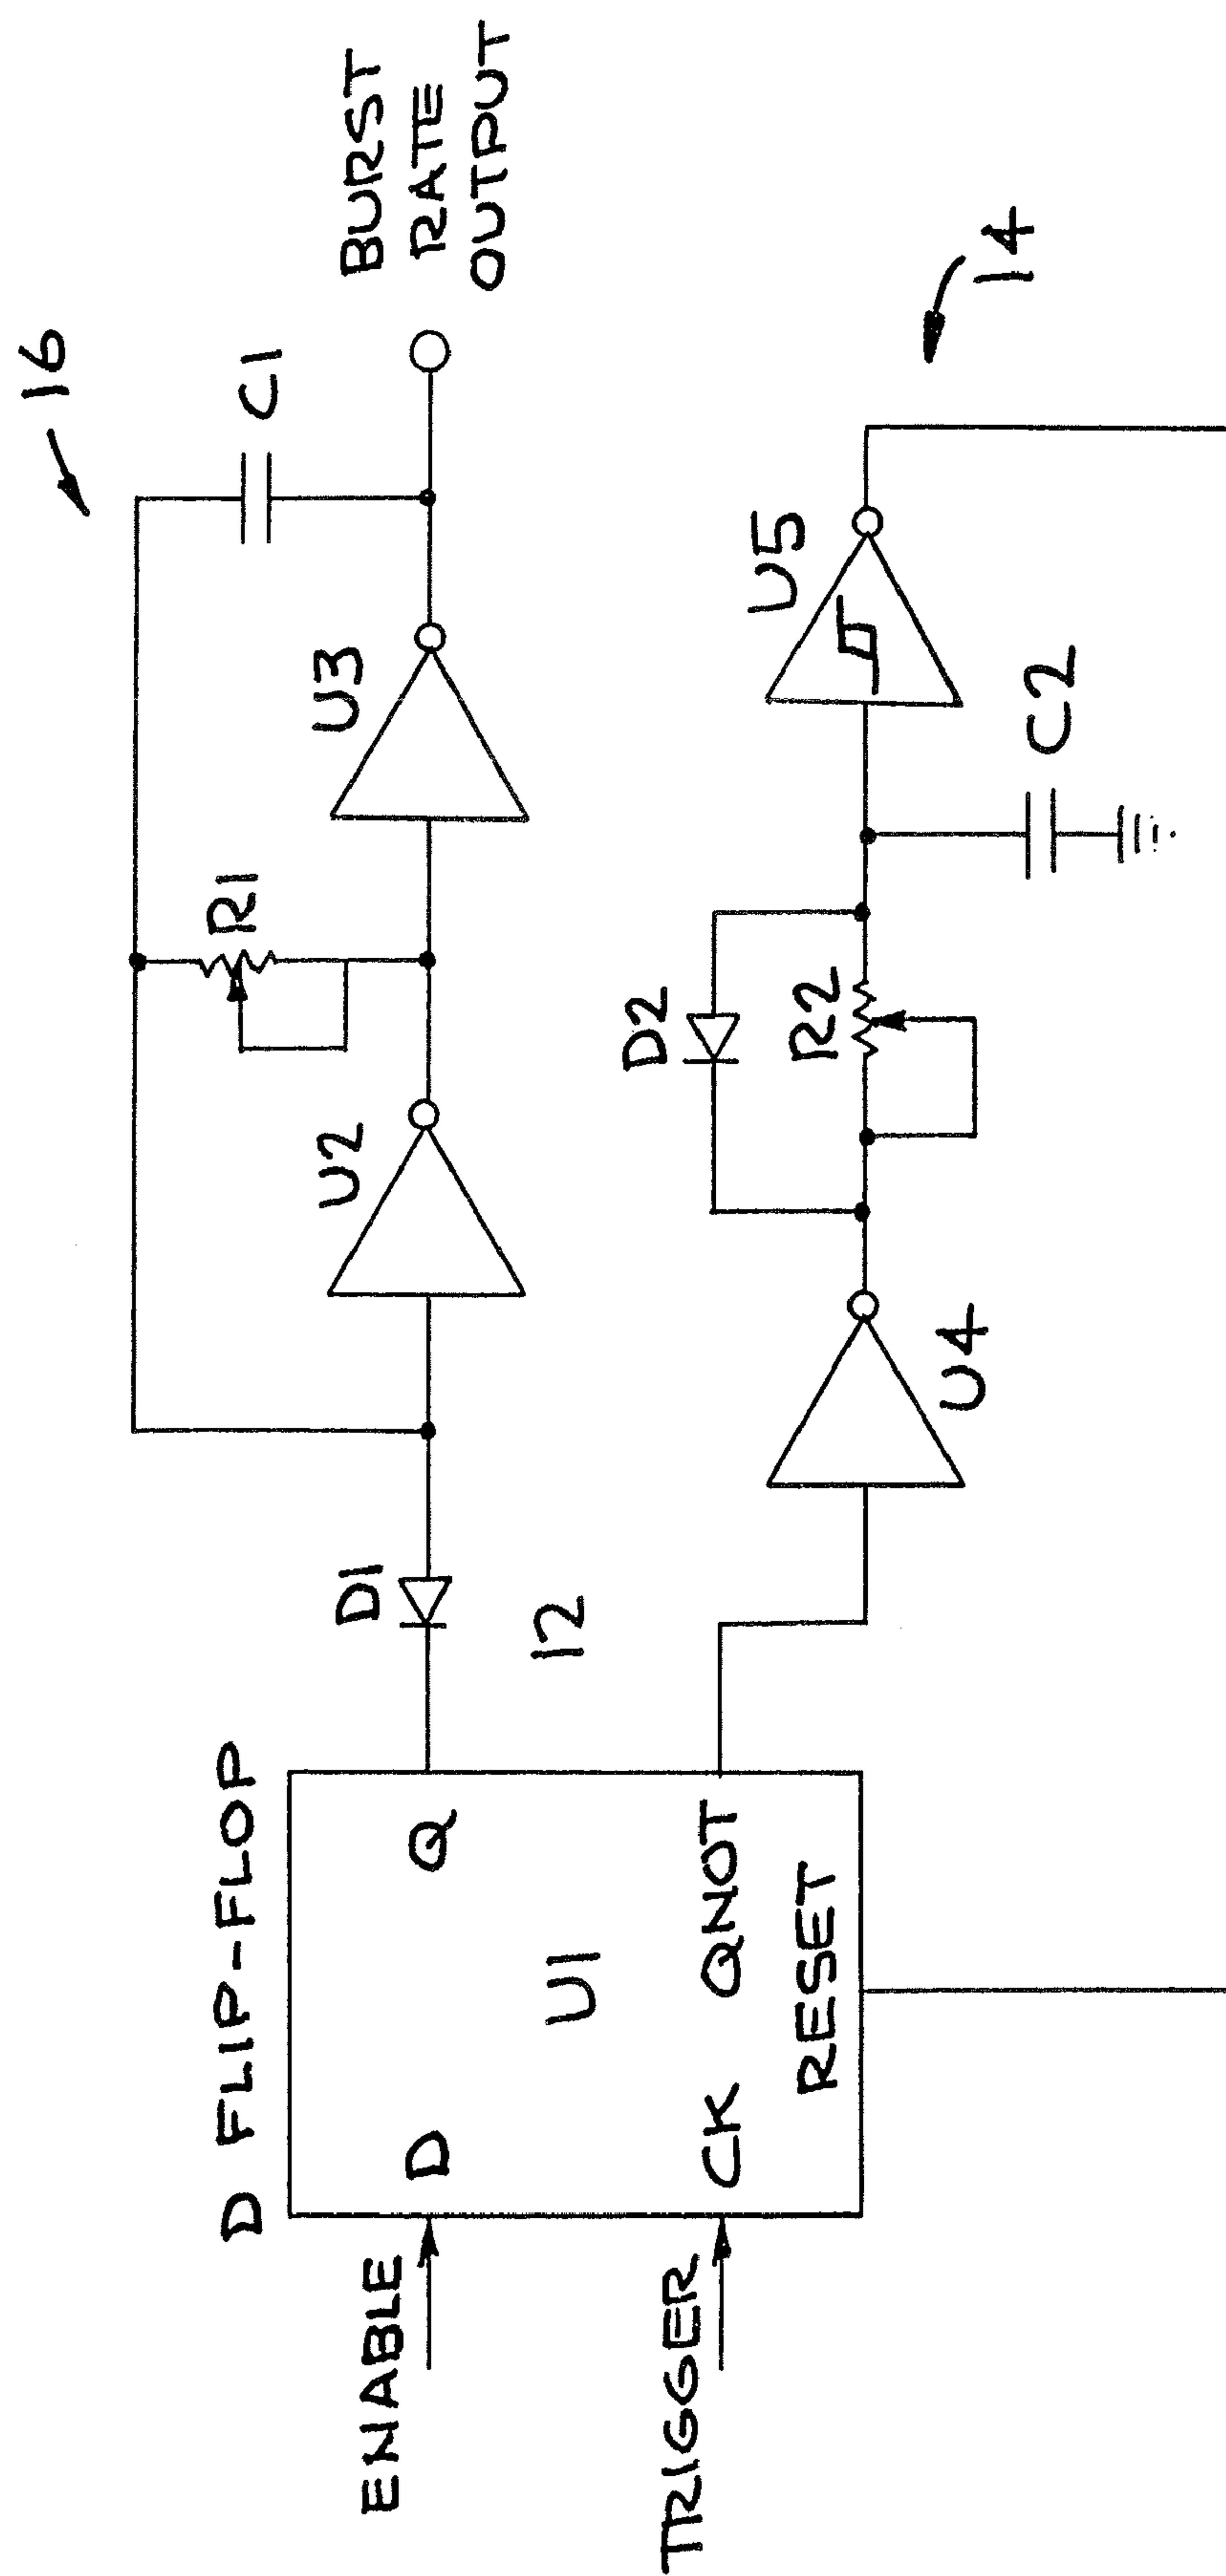 16
C1
BURST
RATE
OUTPUT
R1
U3
U2
D1
D FLIP-FLOP
D
Q
U1
CK
QNOT
RESET
ENABLE
TRIGGER
12
D2
R2
U4
U5
C2
14